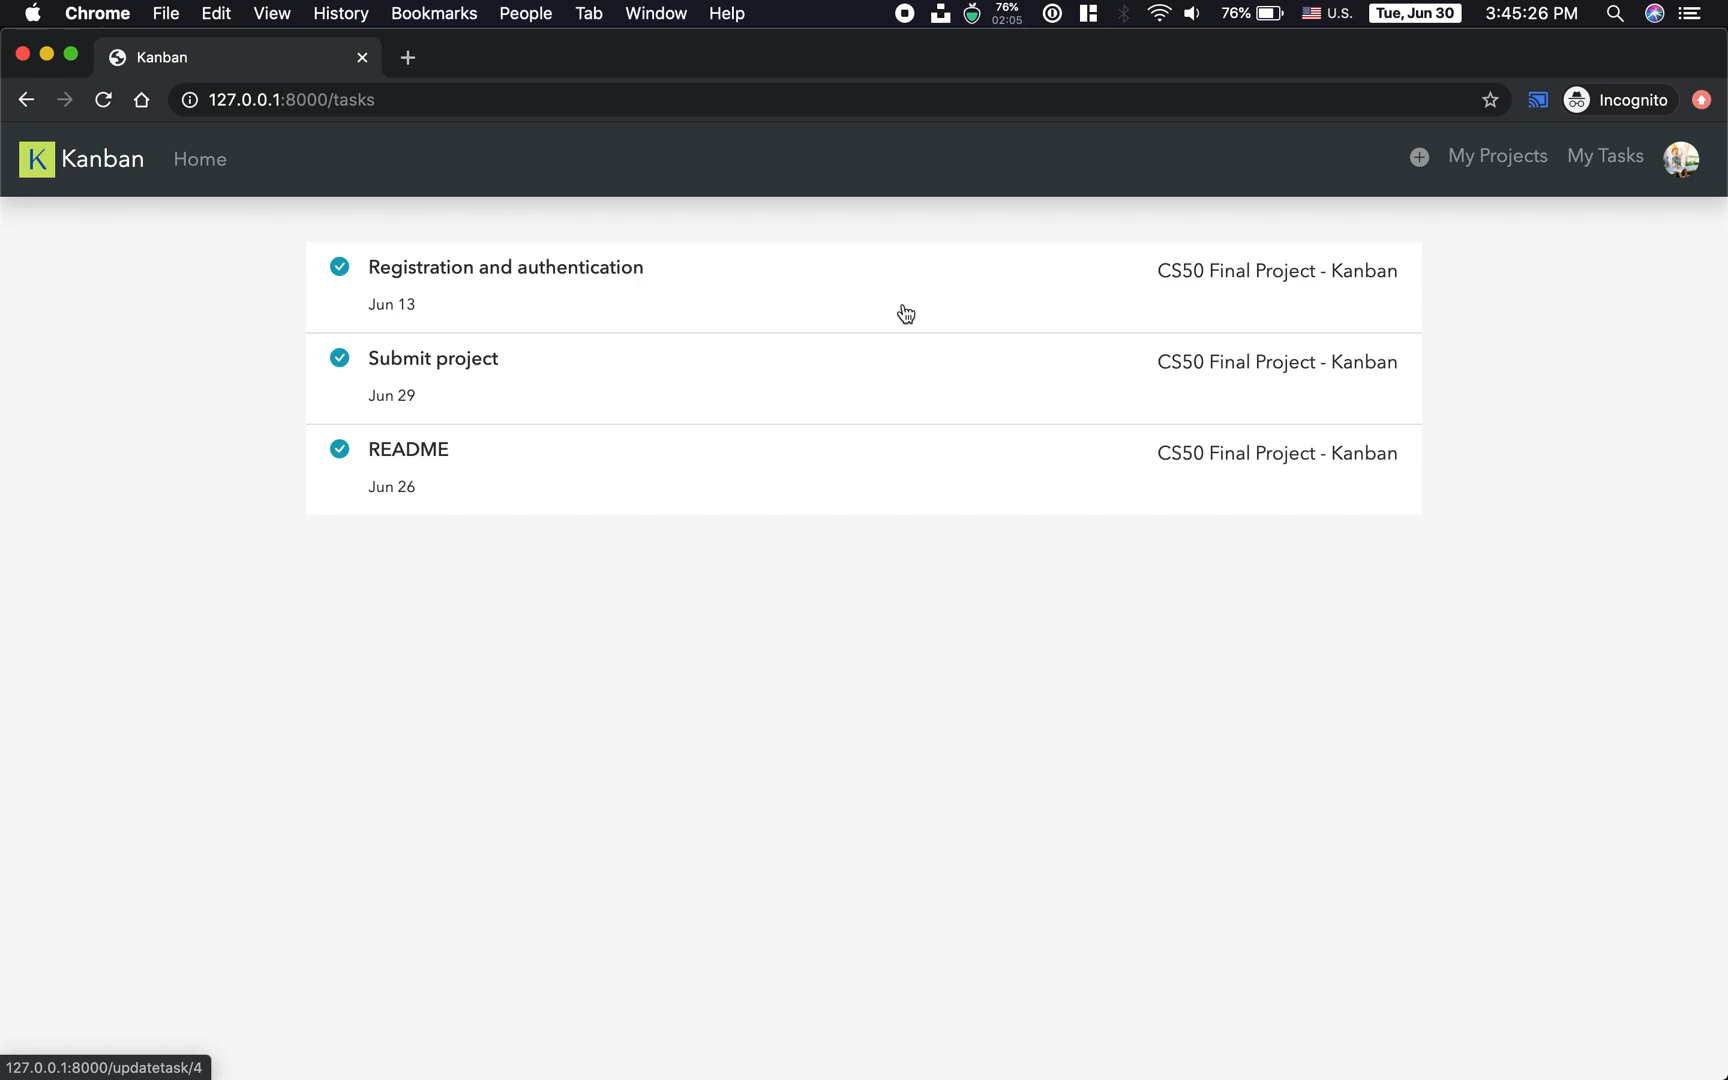 Chrome File Edit View History Bookmarks People Tab Window Help 76% 02:05 76% U.S. Tue, Jun 30 3:45:26 PM
Kanban
127.0.0.1:8000/tasks Incognito
K Kanban Home My Projects My Tasks
Registration and authentication CS50 Final Project - Kanban
Jun 13
Submit project CS50 Final Project - Kanban
Jun 29
README CS50 Final Project - Kanban
Jun 26
127.0.0.1:8000/updatetask/4